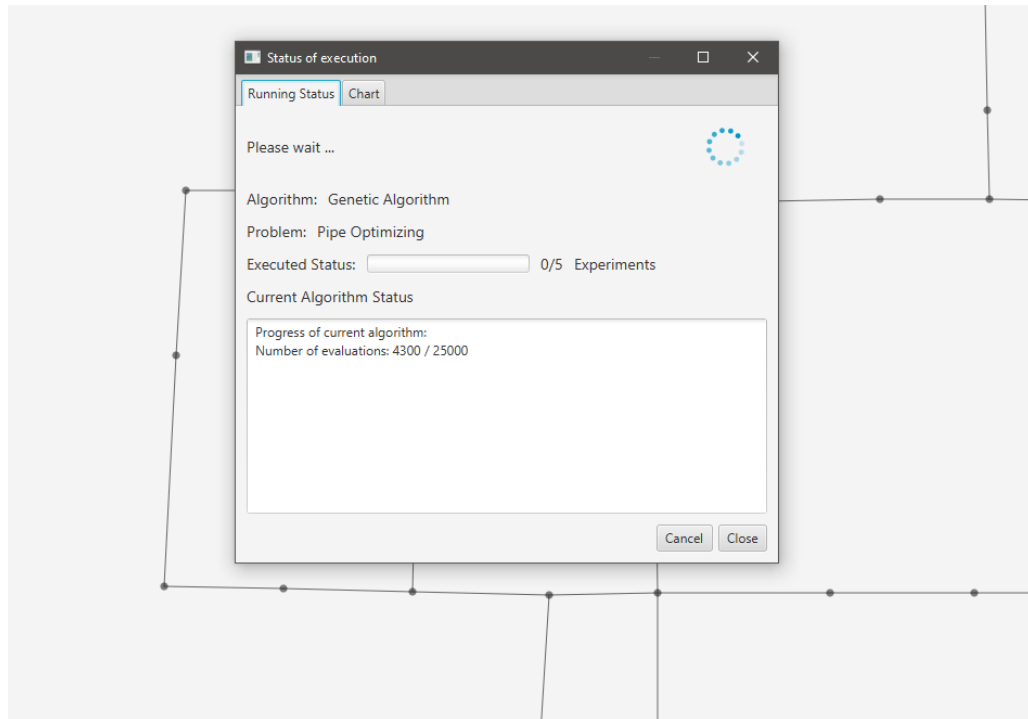 Status of execution
Running Status Chart
Please wait ...
Algorithm: Genetic Algorithm
Problem: Pipe Optimizing
Executed Status: 0/5 Experiments
Current Algorithm Status
Progress of current algorithm:
Number of evaluations: 4300 / 25000
Cancel Close